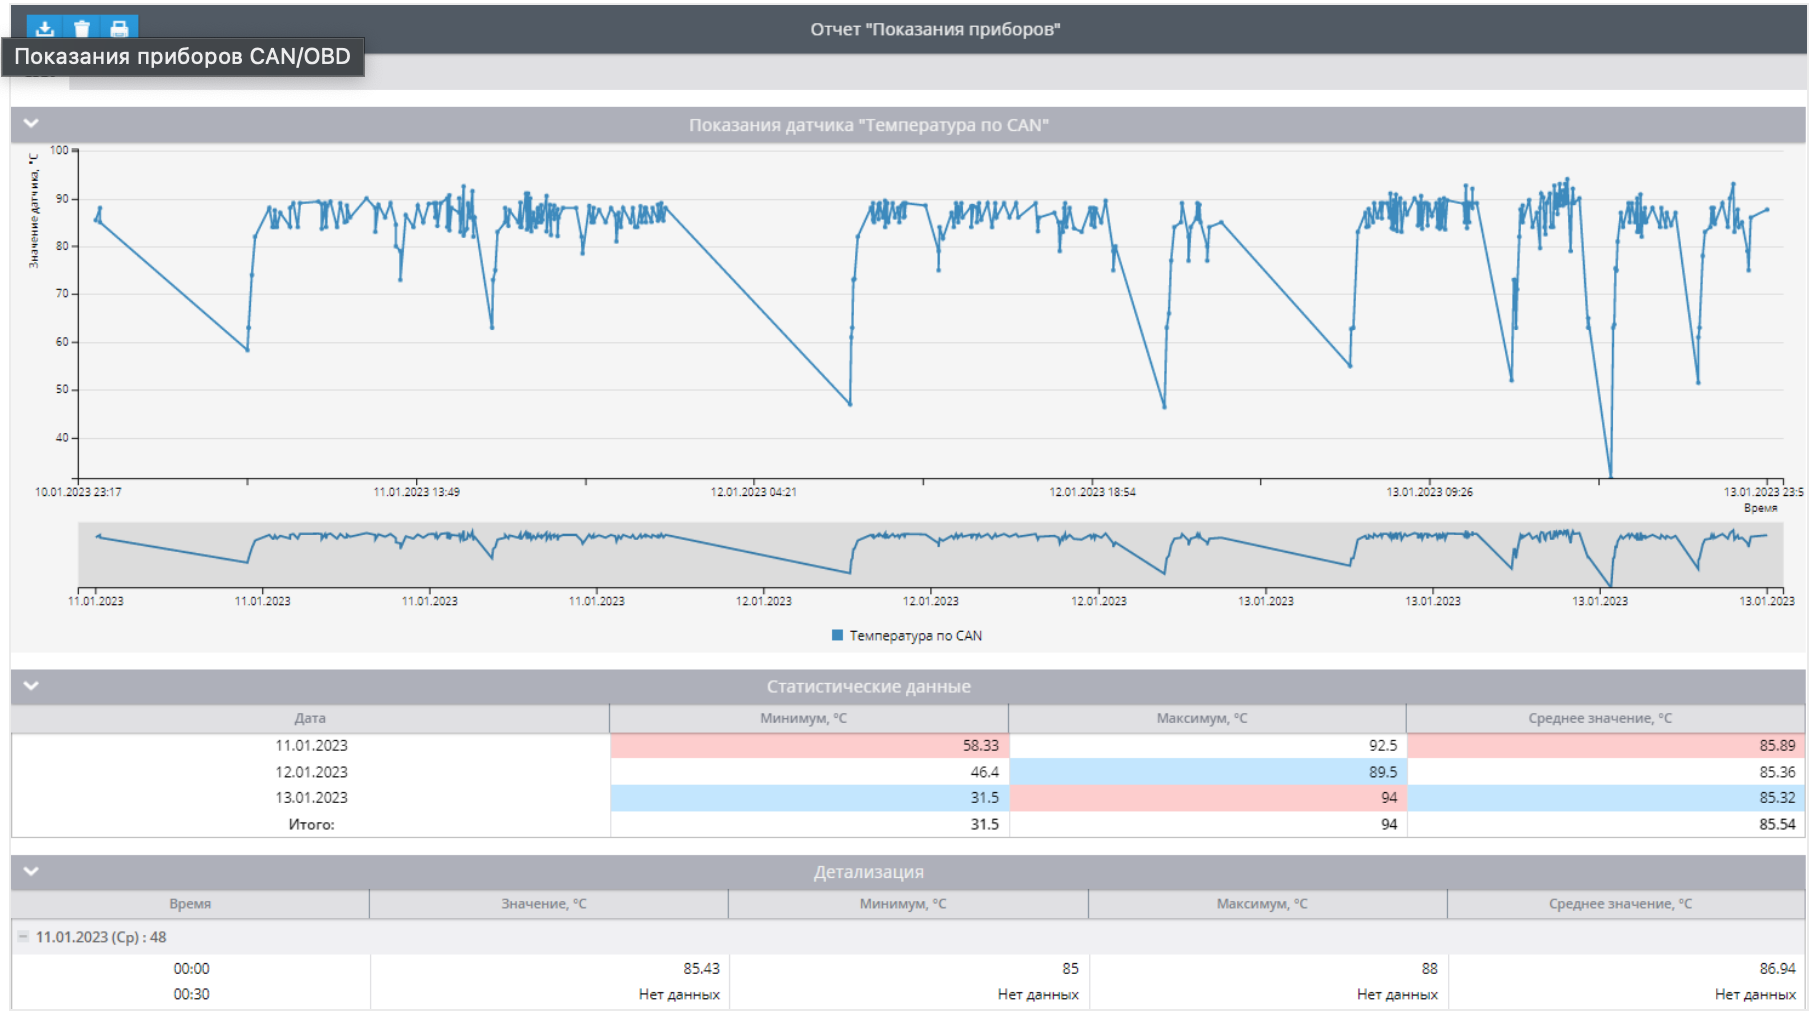 Отчет "Показания приборов"
Показания приборов CAN/OBD
Показания датчика "Температура по CAN"
Значение датчика, °C
100
90
80
70
60
50
40
10.01.2023 23:17
11.01.2023 13:49
12.01.2023 04:21
12.01.2023 18:54
13.01.2023 09:26
13.01.2023 23:5
Время
11.01.2023
11.01.2023
11.01.2023
11.01.2023
12.01.2023
12.01.2023
12.01.2023
13.01.2023
13.01.2023
13.01.2023
13.01.2023
Температура по CAN
Статистические данные
Дата Минимум, °C Максимум, °C Среднее значение, °C
11.01.2023 58.33 92.5 85.89
12.01.2023 46.4 89.5 85.36
13.01.2023 31.5 94 85.32
Итого: 31.5 94 85.54
Детализация
Время Значение, °C Минимум, °C Максимум, °C Среднее значение, °C
11.01.2023 (Ср) : 48
00:00 85.43 85 88 86.94
00:30 Нет данных Нет данных Нет данных Нет данных